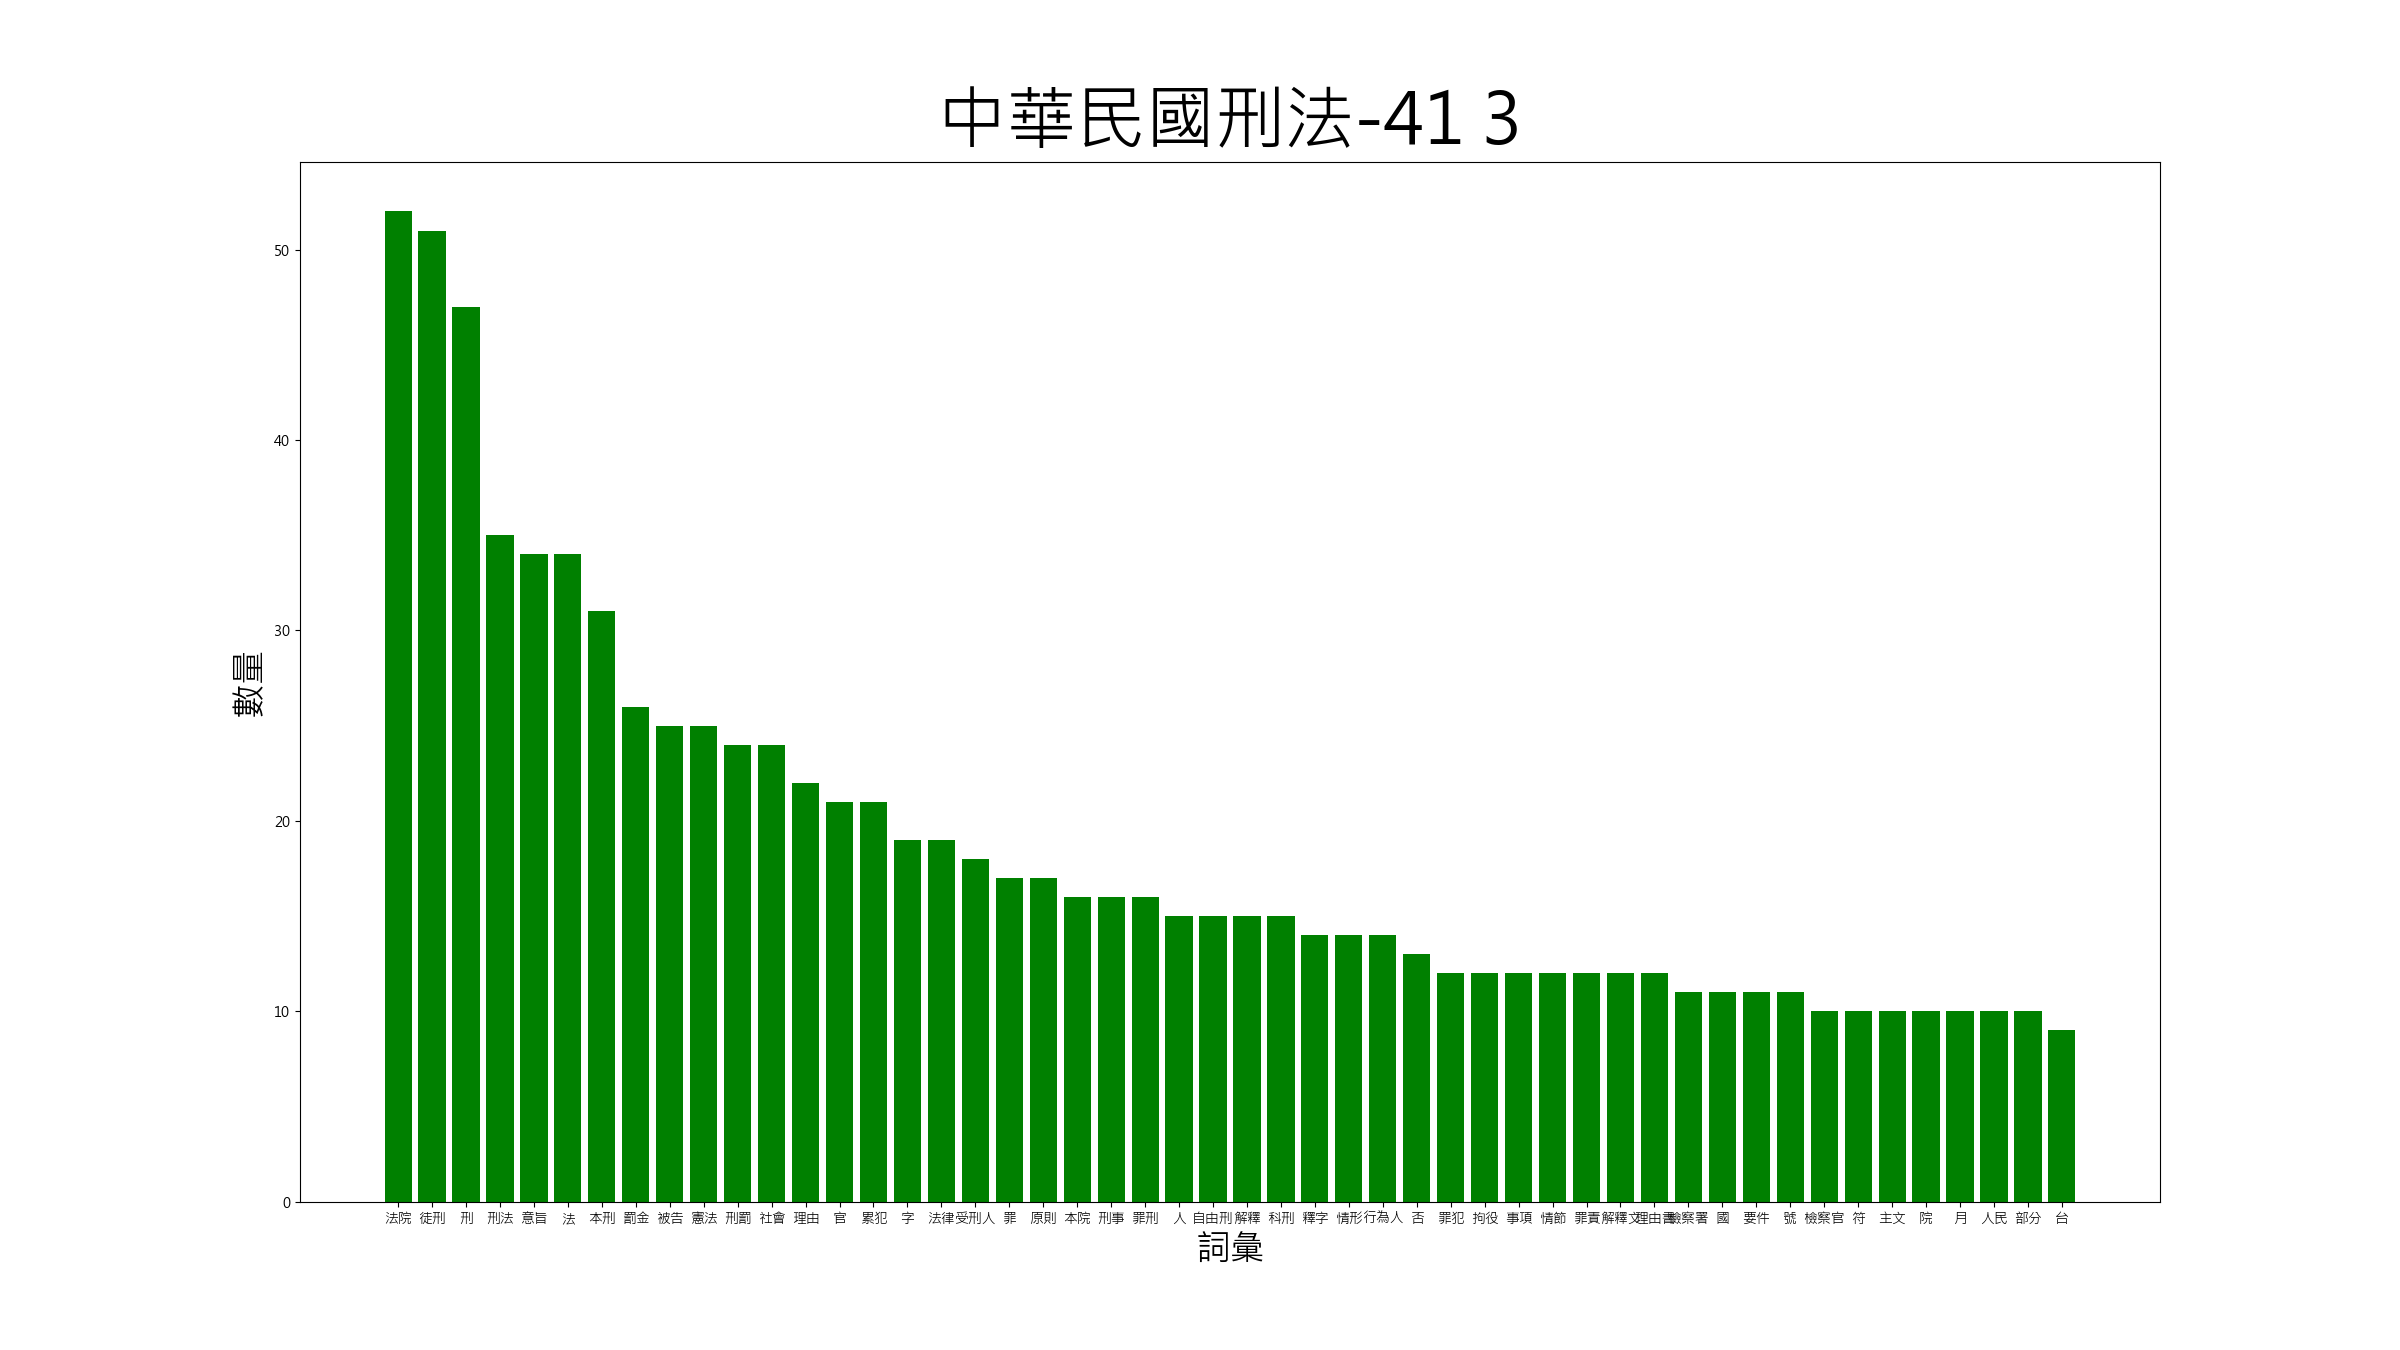 中華民國刑法-41 3
50
40
30
20
10
0
數量
法院 徒刑 刑 刑法 意旨 法 本刑 罰金 被告 憲法 刑罰 社會 理由 官 累犯 字 法律 受刑人 罪 原則 本院 刑事 罪刑 人 自由刑 解釋 科刑 釋字 情形 行為人 否 罪犯 拘役 事項 情節 罪責 解釋文 理由書 檢察署 國 要件 號 檢察官 符 主文 院 月 人民 部分 台
詞彙